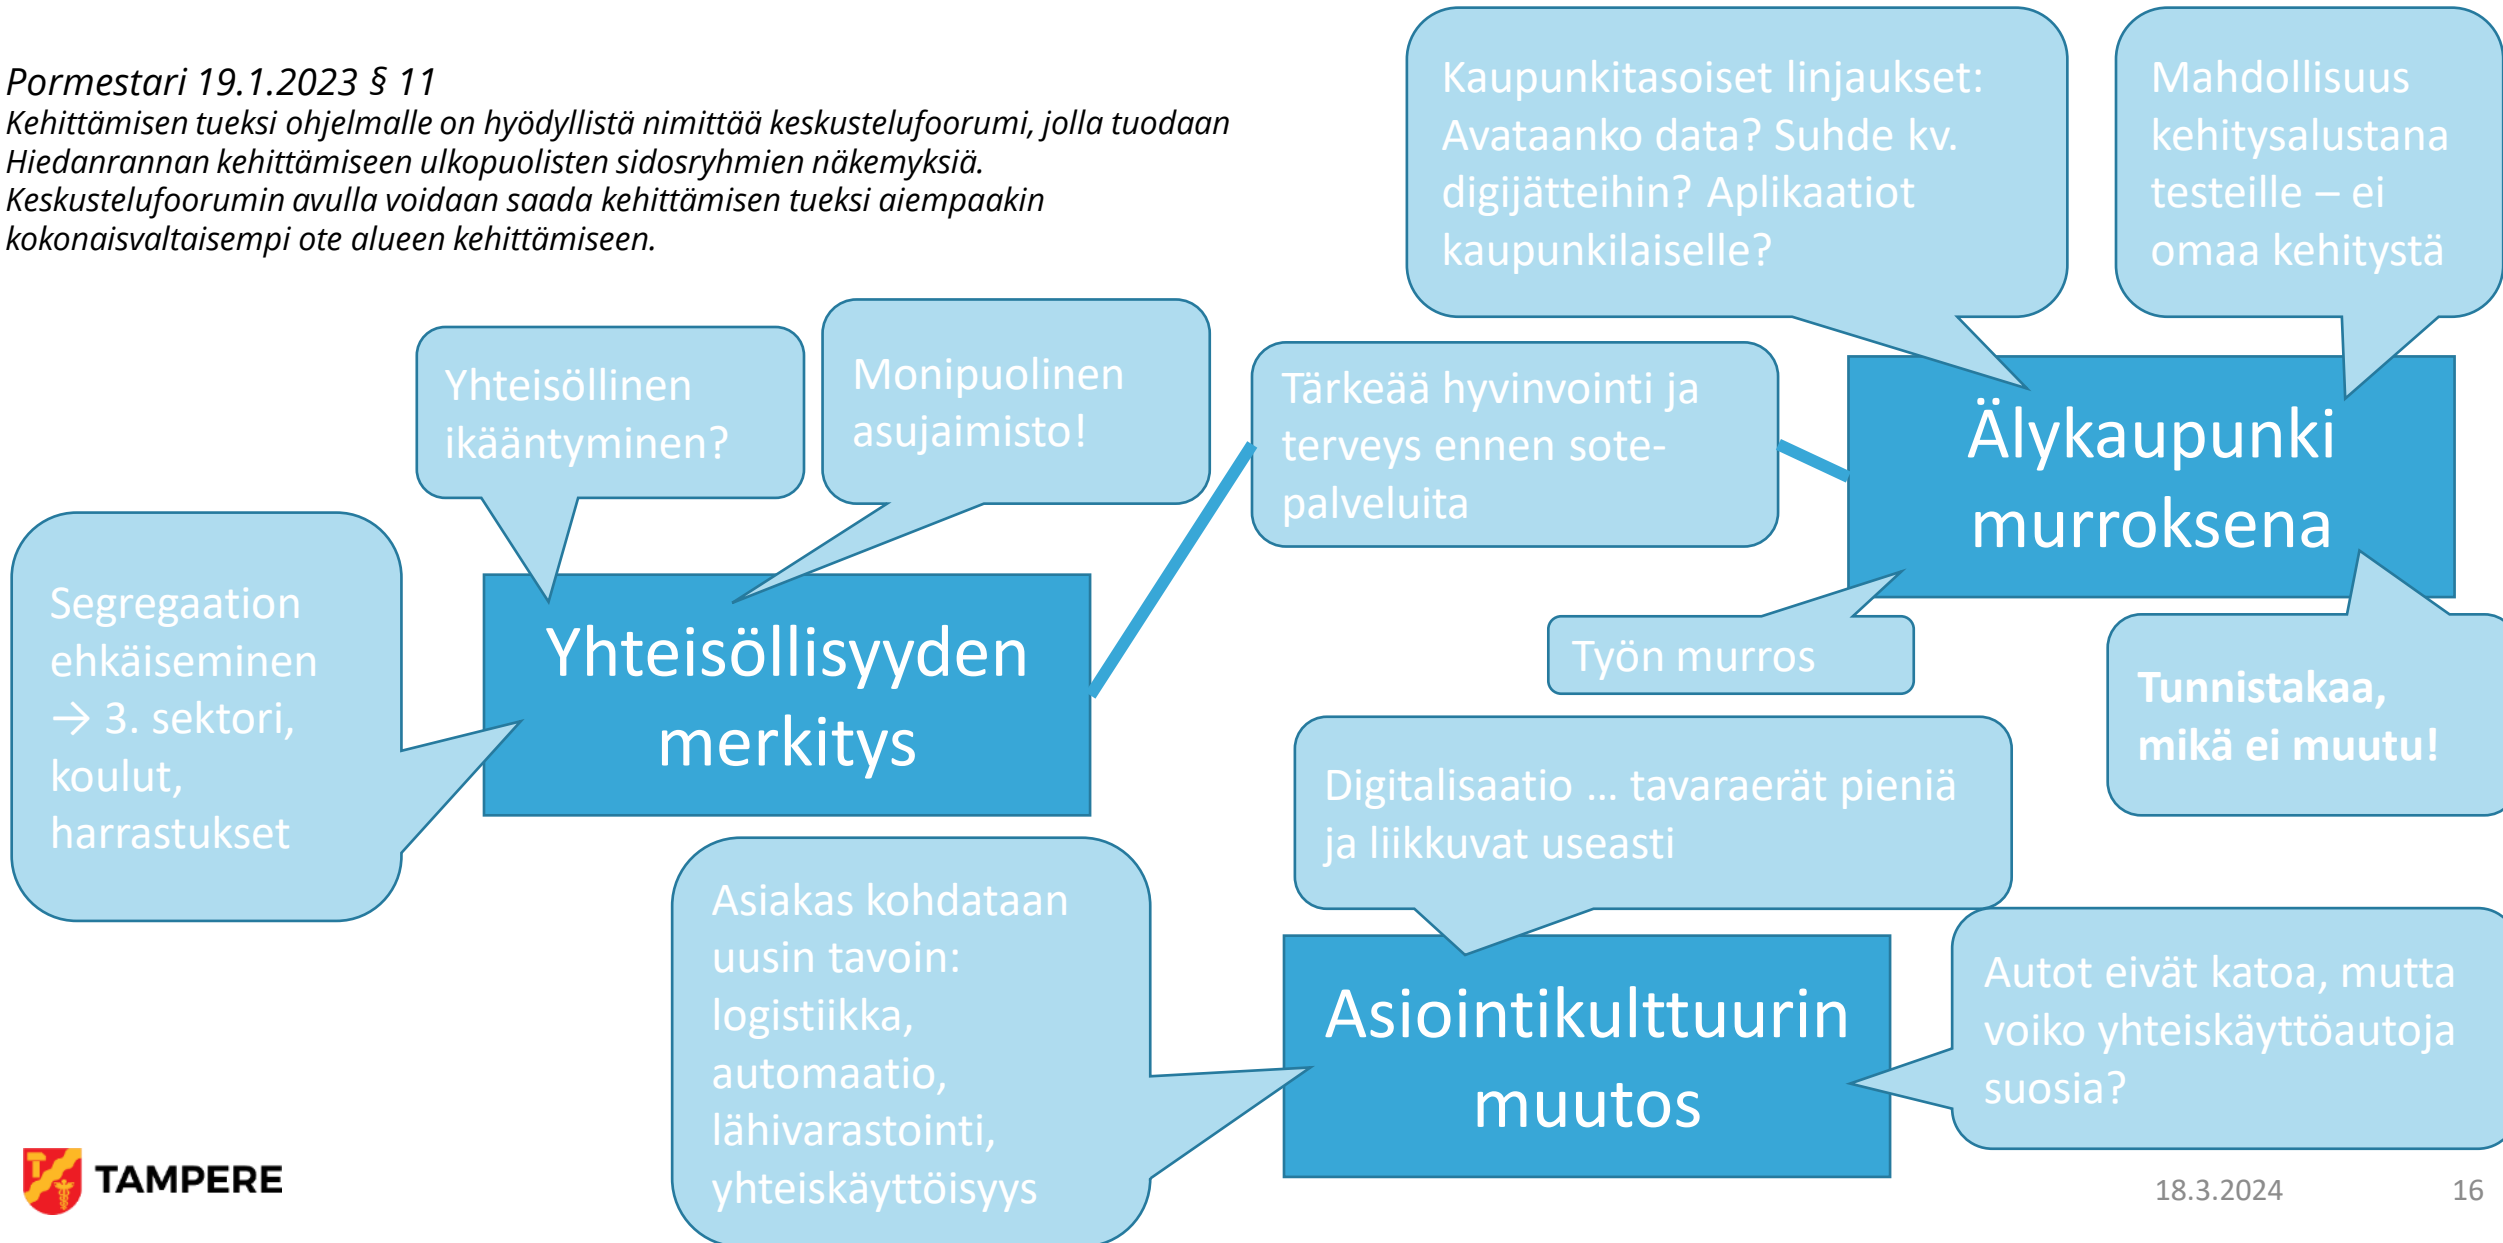 Pormestari 19.1.2023 § 11
Kehittämisen tueksi ohjelmalle on hyödyllistä nimittää keskustelufoorumi, jolla tuodaan
Hiedanrannan kehittämiseen ulkopuolisten sidosryhmien näkemyksiä.
Keskustelufoorumin avulla voidaan saada kehittämisen tueksi aiempaakin
kokonaisvaltaisempi ote alueen kehittämiseen.
Kaupunkitasoiset linjaukset:
Avataanko data? Suhde kv.
digijätteihin? Aplikaatiot
kaupunkilaiselle?
Mahdollisuus
kehitysalustana
testeille – ei
omaa kehitystä
Yhteisöllinen
ikääntyminen?
Monipuolinen
asujaimisto!
Tärkeää hyvinvointi ja
terveys ennen sote-
palveluita
Älykaupunki
murroksena
Segregaation
ehkäiseminen
→ 3. sektori,
koulut,
harrastukset
Yhteisöllisyyden
merkitys
Työn murros
Tunnistakaa,
mikä ei muutu!
Digitalisaatio ... tavaraerät pieniä
ja liikkuvat useasti
Asiakas kohdataan
uusin tavoin:
logistiikka,
automaatio,
lähivarastointi,
yhteiskäyttöisyys
Asiointikulttuurin
muutos
Autot eivät katoa, mutta
voiko yhteiskäyttöautoja
suosia?
TAMPERE
18.3.2024
16